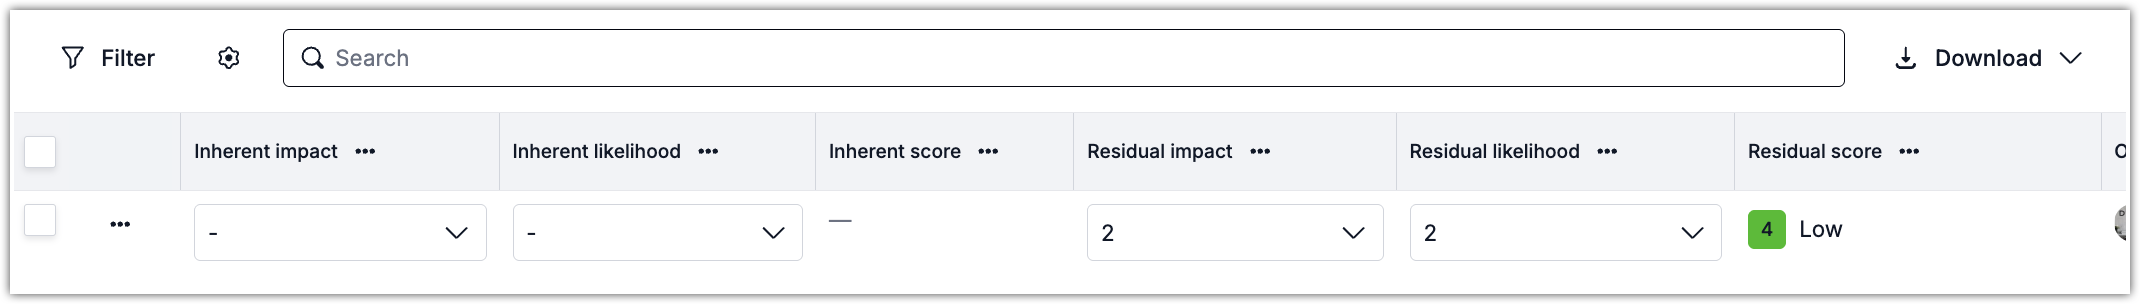 Filter Search Download
Inherent impact ••• Inherent likelihood ••• Inherent score ••• Residual impact ••• Residual likelihood ••• Residual score •••
••• - - — 2 2 4 Low